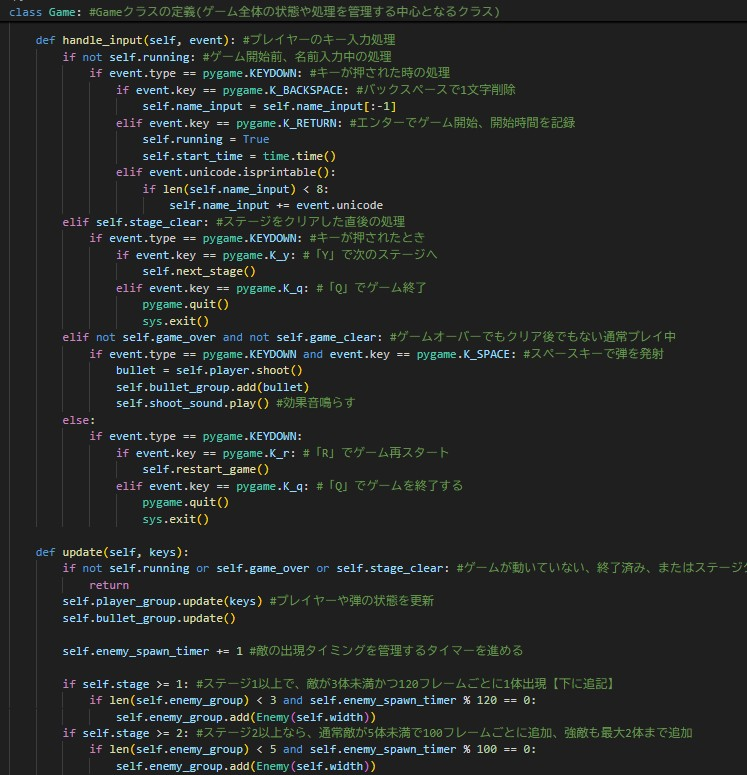 class Game: #Gameクラスの定義(ゲーム全体の状態や処理を管理する中心となるクラス)
def handle_input(self, event): #プレイヤーのキー入力処理
if not self.running: #ゲーム開始前、名前入力中の処理
if event.type == pygame.KEYDOWN: #キーが押された時の処理
if event.key == pygame.K_BACKSPACE: #バックスペースで1文字削除
self.name_input = self.name_input[:-1]
elif event.key == pygame.K_RETURN: #エンターでゲーム開始、開始時間を記録
self.running = True
self.start_time = time.time()
elif event.unicode.isprintable():
if len(self.name_input) < 8:
self.name_input += event.unicode
elif self.stage_clear: #ステージをクリアした直後の処理
if event.type == pygame.KEYDOWN: #キーが押されたとき
if event.key == pygame.K_y: #「Y」で次のステージへ
self.next_stage()
elif event.key == pygame.K_q: #「Q」でゲーム終了
pygame.quit()
sys.exit()
elif not self.game_over and not self.game_clear: #ゲームオーバーでもクリア後でもない通常プレイ中
if event.type == pygame.KEYDOWN and event.key == pygame.K_SPACE: #スペースキーで弾を発射
bullet = self.player.shoot()
self.bullet_group.add(bullet)
self.shoot_sound.play() #効果音鳴らす
else:
if event.type == pygame.KEYDOWN:
if event.key == pygame.K_r: #「R」でゲーム再スタート
self.restart_game()
elif event.key == pygame.K_q: #「Q」でゲームを終了する
pygame.quit()
sys.exit()
def update(self, keys):
if not self.running or self.game_over or self.stage_clear: #ゲームが動いていない、終了済み、またはステージ
return
self.player_group.update(keys) #プレイヤーや弾の状態を更新
self.bullet_group.update()
self.enemy_spawn_timer += 1 #敵の出現タイミングを管理するタイマーを進める
if self.stage >= 1: #ステージ1以上で、敵が3体未満かつ120フレームごとに1体出現【下に追記】
if len(self.enemy_group) < 3 and self.enemy_spawn_timer % 120 == 0:
self.enemy_group.add(Enemy(self.width))
if self.stage >= 2: #ステージ2以上なら、通常敵が5体未満で100フレームごとに追加、強敵も最大2体まで追加
if len(self.enemy_group) < 5 and self.enemy_spawn_timer % 100 == 0:
self.enemy_group.add(Enemy(self.width))